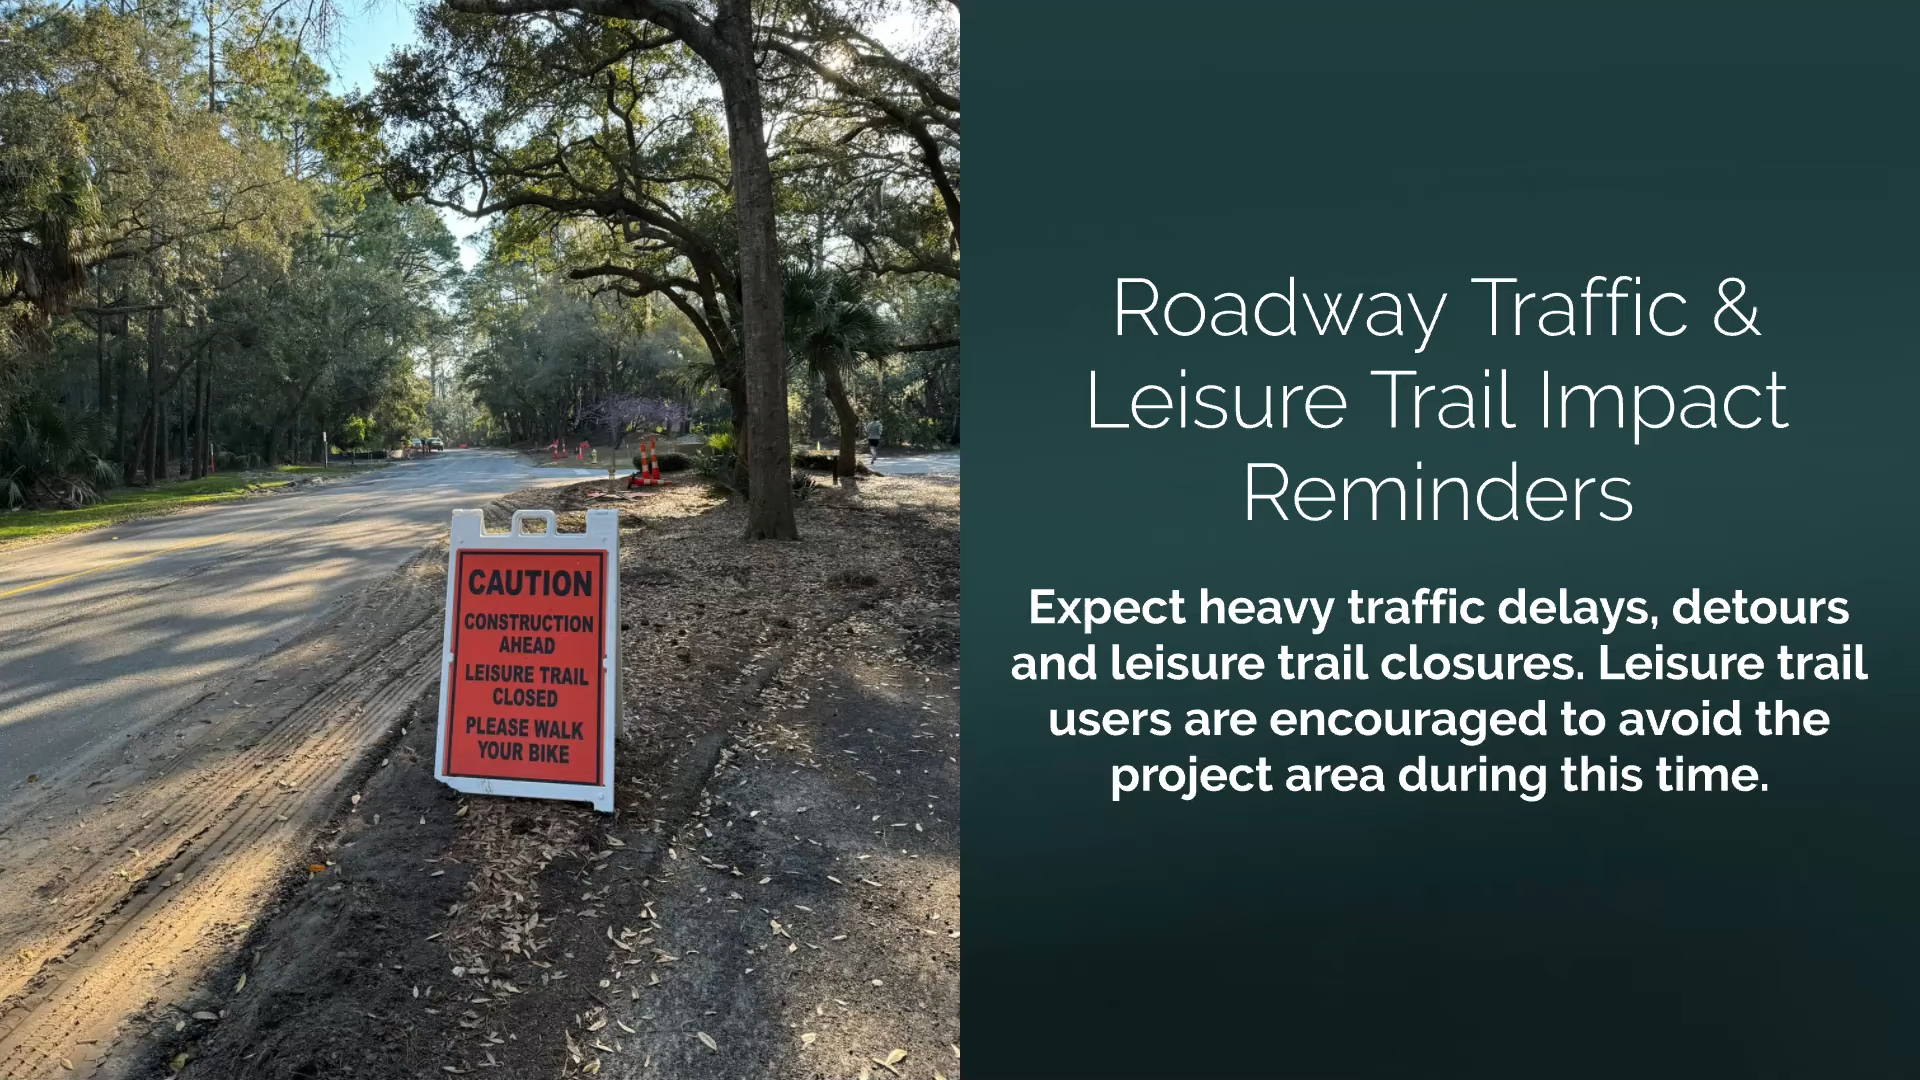 CAUTION
CONSTRUCTION
AHEAD
LEISURE TRAIL
CLOSED
PLEASE WALK
YOUR BIKE
Roadway Traffic &
Leisure Trail Impact
Reminders
Expect heavy traffic delays, detours
and leisure trail closures. Leisure trail
users are encouraged to avoid the
project area during this time.